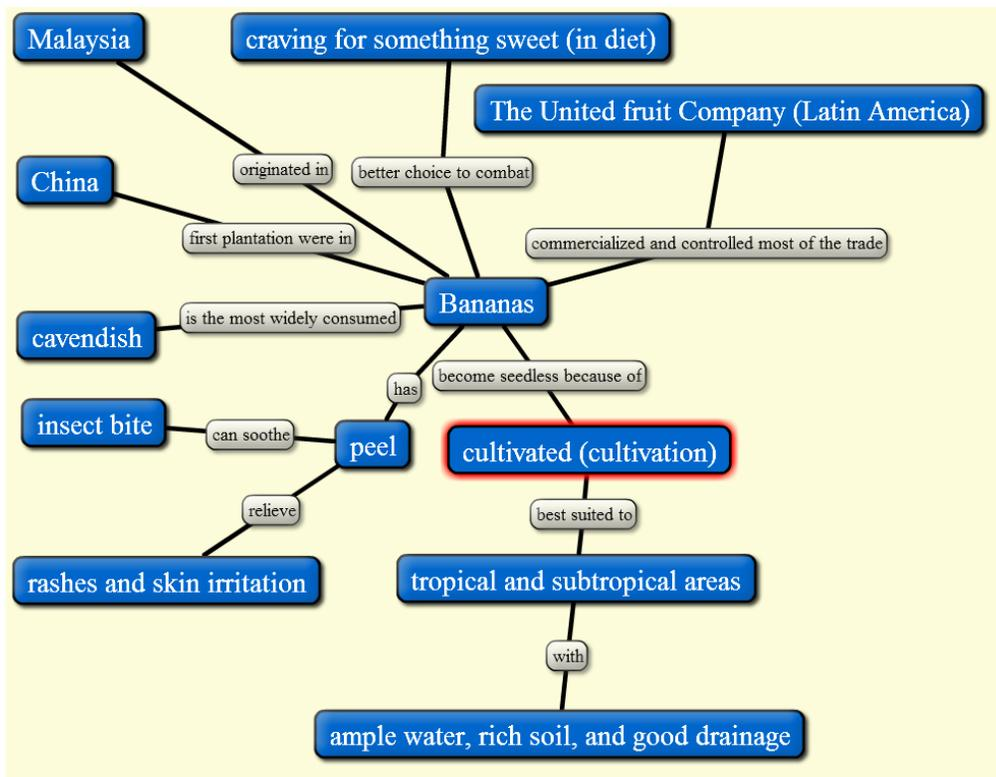 Malaysia
craving for something sweet (in diet)
The United fruit Company (Latin America)
originated in
better choice to combat
China
first plantation were in
commercialized and controlled most of the trade
Bananas
is the most widely consumed
cavendish
has
become seedless because of
insect bite
can soothe
peel
cultivated (cultivation)
relieve
best suited to
rashes and skin irritation
tropical and subtropical areas
with
ample water, rich soil, and good drainage